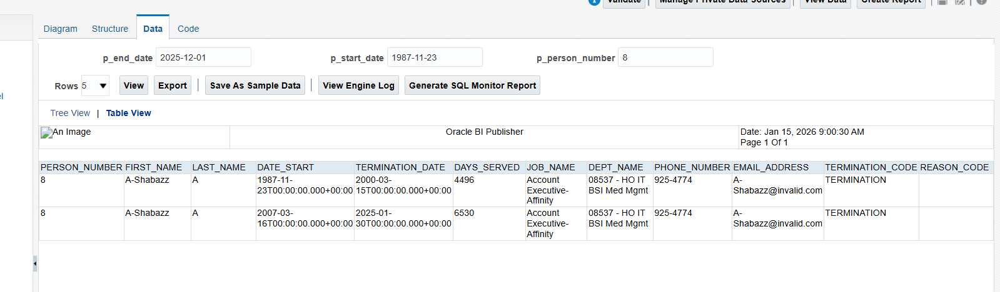 Validate Manage Private Data Sources View Data Create Report
Diagram Structure Data Code
p_end_date 2025-12-01 p_start_date 1987-11-23 p_person_number 8
Rows 5 View Export Save As Sample Data View Engine Log Generate SQL Monitor Report
Tree View | Table View
An Image Oracle BI Publisher Date: Jan 15, 2026 9:00:30 AM
Page 1 Of 1
PERSON_NUMBER FIRST_NAME LAST_NAME DATE_START TERMINATION_DATE DAYS_SERVED JOB_NAME DEPT_NAME PHONE_NUMBER EMAIL_ADDRESS TERMINATION_CODE REASON_CODE
8 A-Shabazz A 1987-11- 2000-03- 4496 Account 08537 - HO IT 925-4774 A- TERMINATION
23T00:00:00.000+00:00 15T00:00:00.000+00:00 Executive- BSI Med Mgmt Shabazz@invalid.com
Affinity
8 A-Shabazz A 2007-03- 2025-01- 6530 Account 08537 - HO IT 925-4774 A- TERMINATION
16T00:00:00.000+00:00 30T00:00:00.000+00:00 Executive- BSI Med Mgmt Shabazz@invalid.com
Affinity